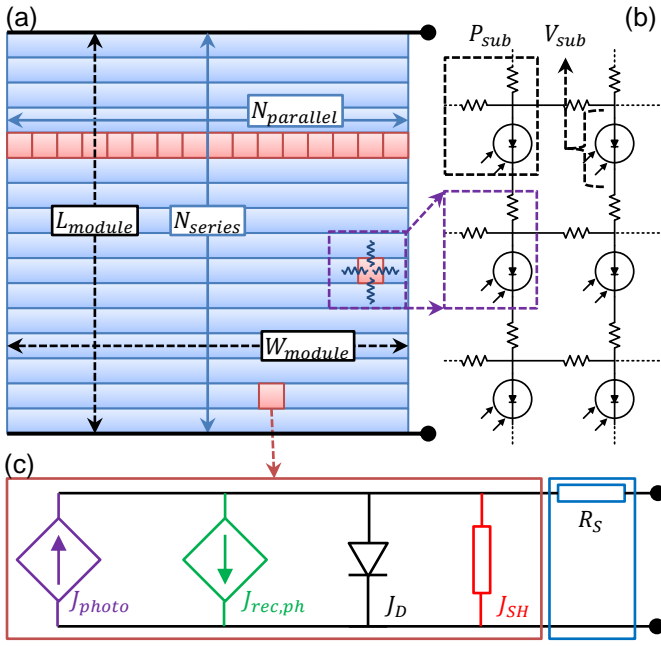 (a)
(b)
P_sub
V_sub
N_parallel
L_module
N_series
W_module
(c)
R_S
J_photo
J_rec,ph
J_D
J_SH